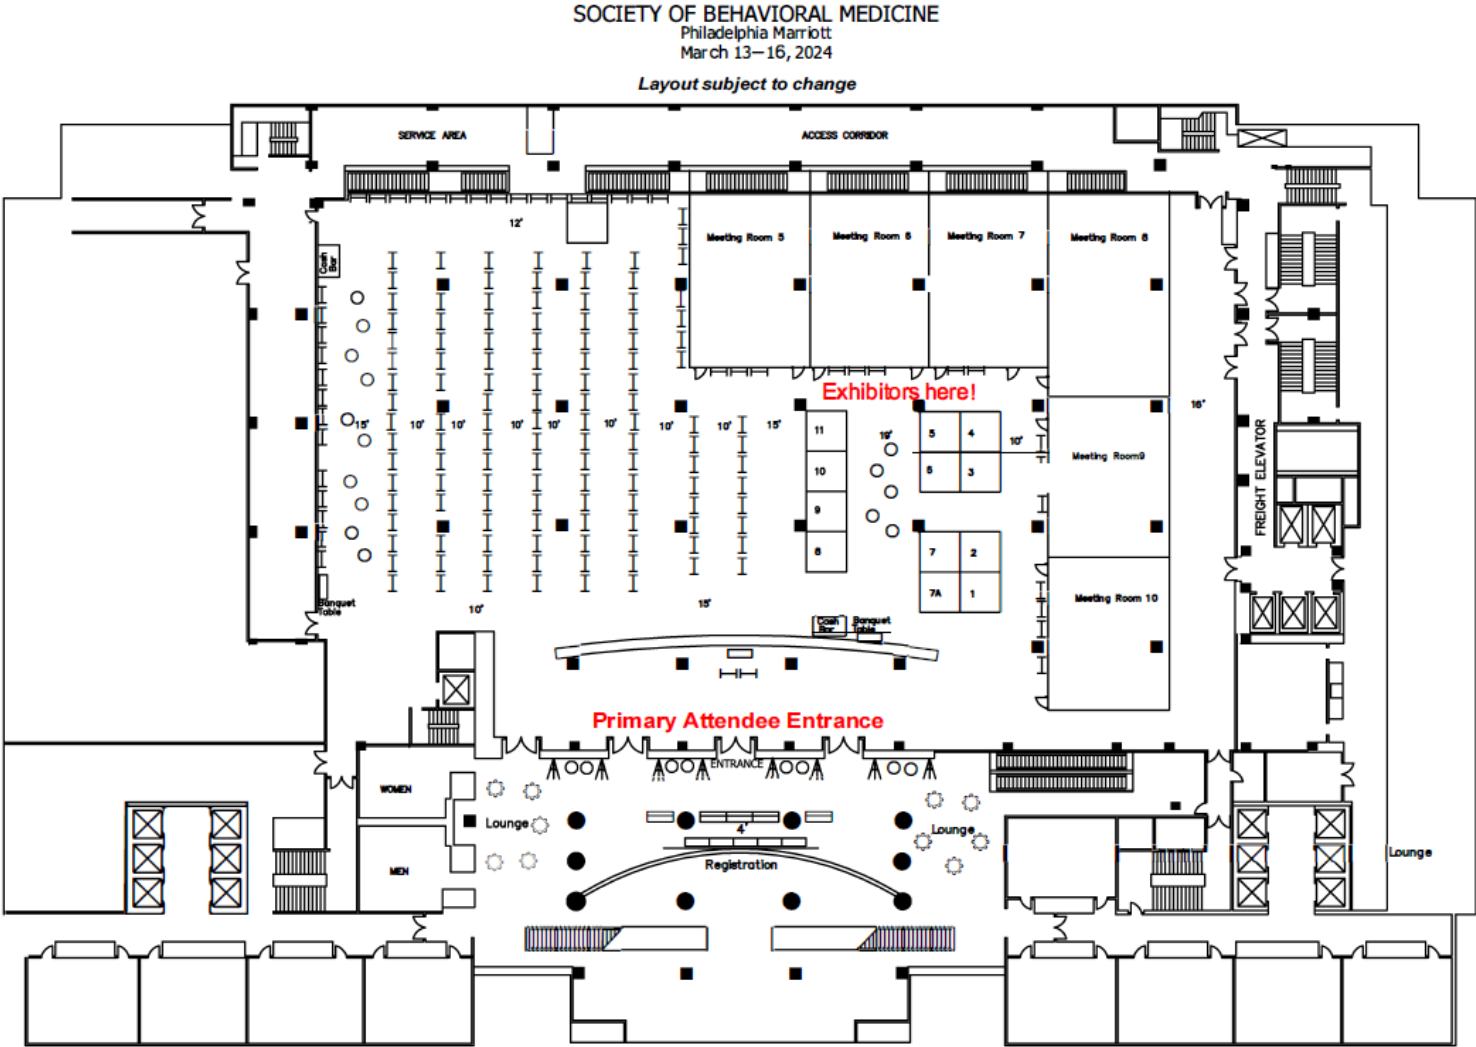 SOCIETY OF BEHAVIORAL MEDICINE
Philadelphia Marriott
March 13–16, 2024
Layout subject to change
SERVICE AREA
ACCESS CORRIDOR
12'
Meeting Room 5
Meeting Room 6
Meeting Room 7
Meeting Room 8
Cash
Bar
Exhibitors here!
16'
15'
10'
10'
10'
10'
10'
10'
10'
15'
11
19'
5
4
10'
10
6
3
Meeting Room9
FREIGHT ELEVATOR
9
8
7
2
7A
1
Meeting Room 10
Banquet
Table
10'
15'
Cash
Bar
Banquet
Table
Primary Attendee Entrance
ENTRANCE
WOMEN
Lounge
4'
Lounge
Registration
MEN
Lounge